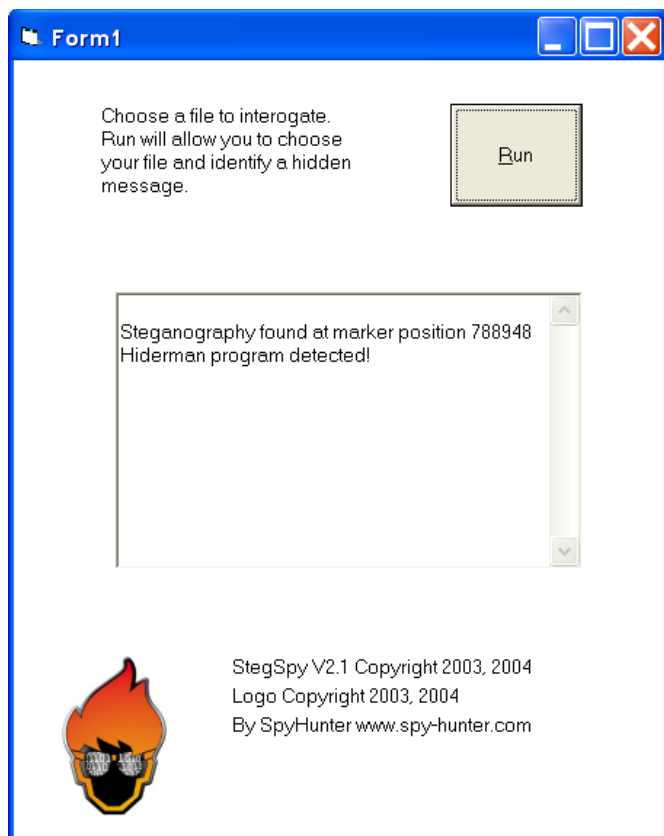 Form1
Choose a file to interogate.
Run will allow you to choose
your file and identify a hidden
message.
Run
Steganography found at marker position 788948
Hiderman program detected!
StegSpy V2.1 Copyright 2003, 2004
Logo Copyright 2003, 2004
By SpyHunter www.spy-hunter.com